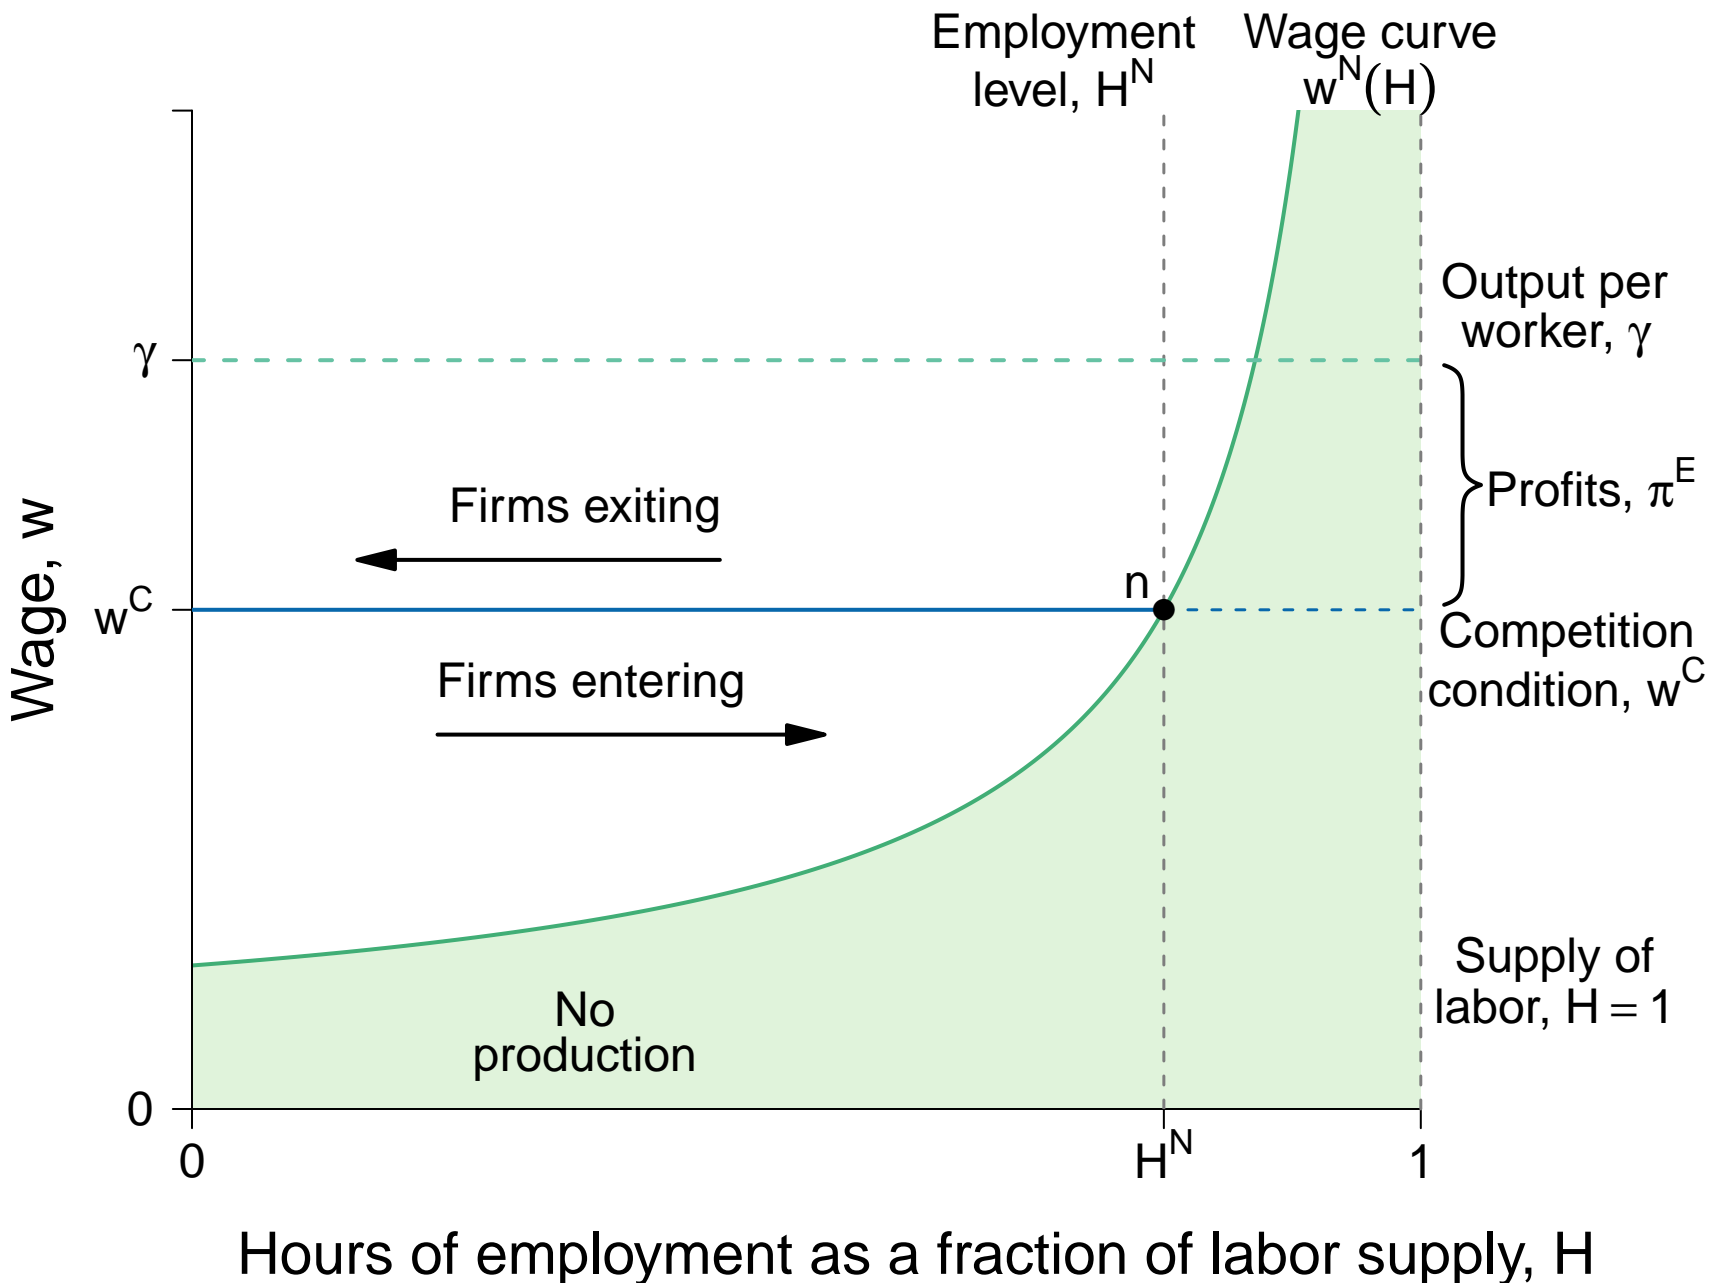 Employment
level, H^N
Wage curve
w^N(H)
Output per
worker, γ
γ
Profits, π^E
Firms exiting
n
w^C
Competition
condition, w^C
Firms entering
Wage, w
Supply of
labor, H = 1
No
production
0
0
H^N
1
Hours of employment as a fraction of labor supply, H